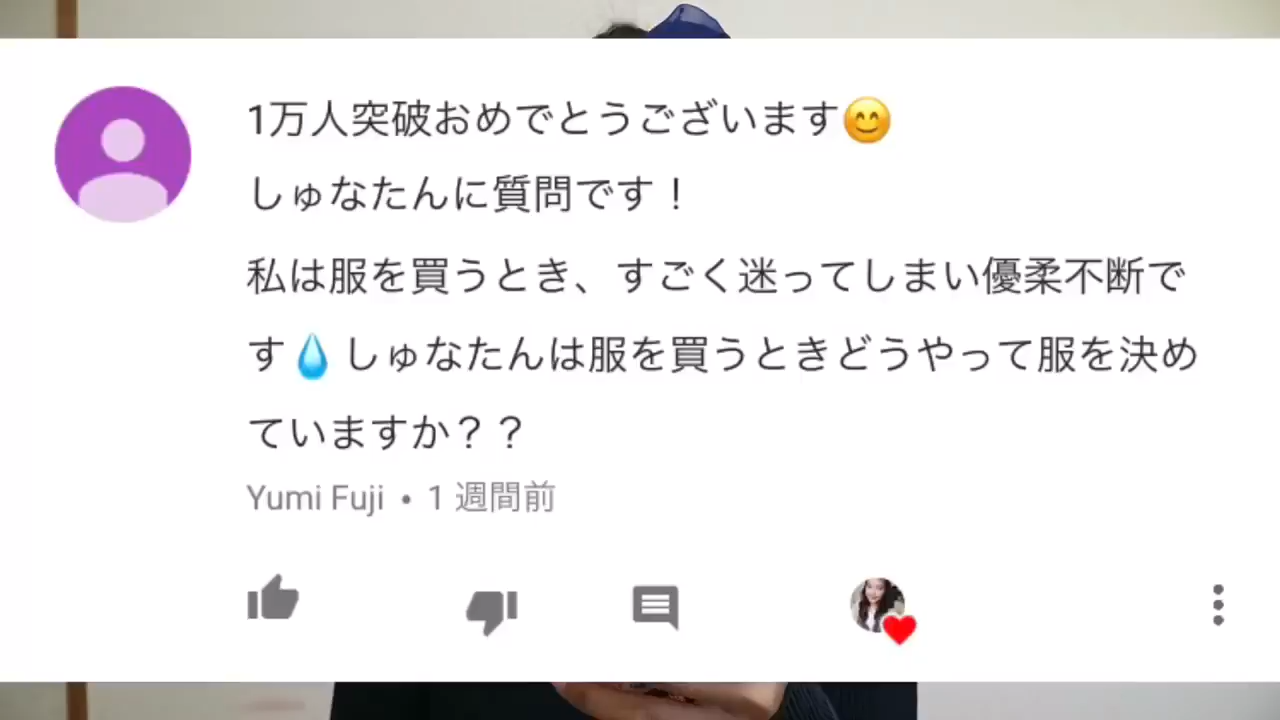 1万人突破おめでとうございます😊
しゅなたんに質問です！
私は服を買うとき、すごく迷ってしまい優柔不断で
す💧しゅなたんは服を買うときどうやって服を決め
ていますか？？
Yumi Fuji • 1 週間前